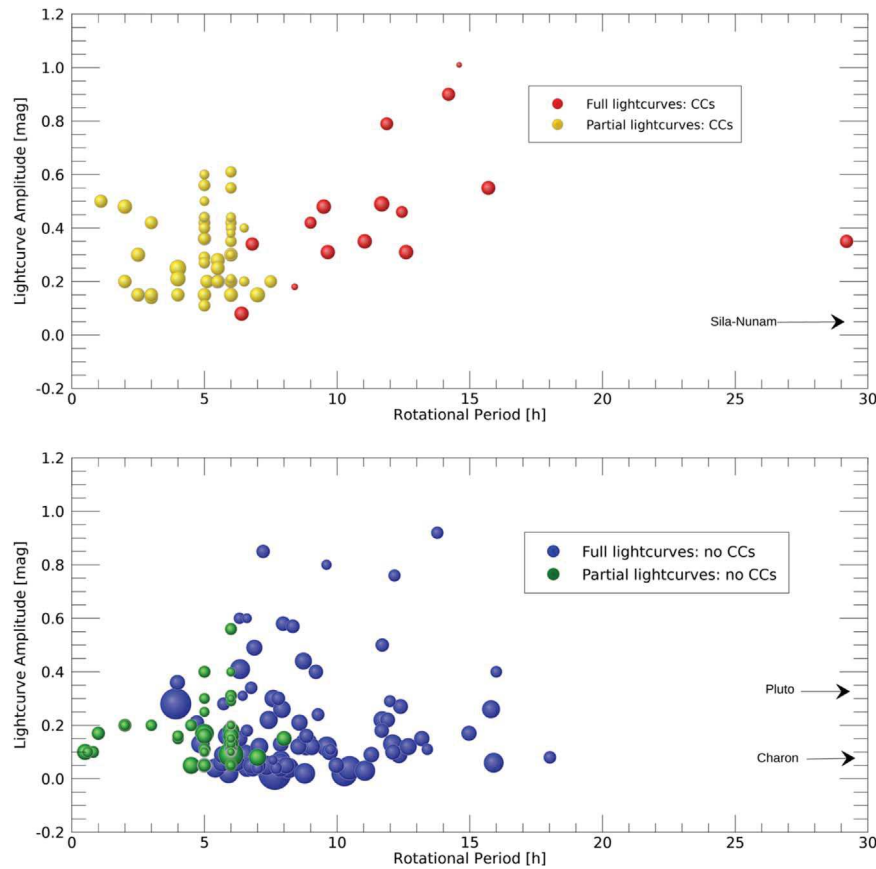 1.2
1.0
0.8
0.6
0.4
0.2
0.0
-0.2
Lightcurve Amplitude [mag]
Full lightcurves: CCs
Partial lightcurves: CCs
Sila-Nunam
0 5 10 15 20 25 30
Rotational Period [h]
1.2
1.0
0.8
0.6
0.4
0.2
0.0
-0.2
Lightcurve Amplitude [mag]
Full lightcurves: no CCs
Partial lightcurves: no CCs
Pluto
Charon
0 5 10 15 20 25 30
Rotational Period [h]